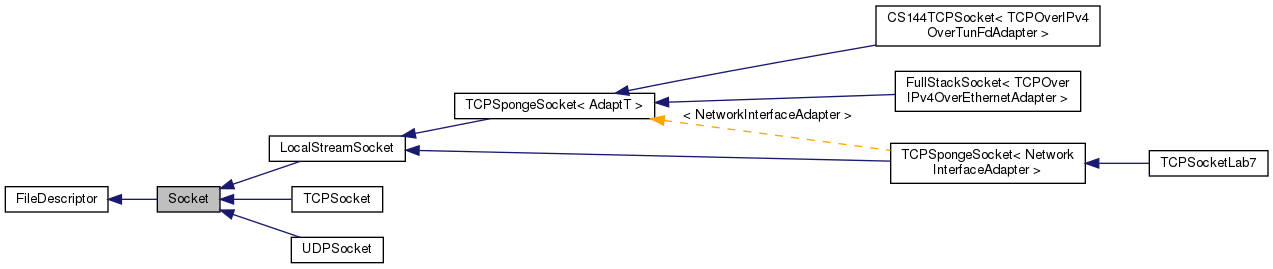 CS144TCPSocket< TCPOverIPv4
OverTunFdAdapter >
FullStackSocket< TCPOver
IPv4OverEthernetAdapter >
TCPSpongeSocket< AdaptT >
< NetworkInterfaceAdapter >
LocalStreamSocket
TCPSpongeSocket< Network
InterfaceAdapter >
TCPSocketLab7
FileDescriptor
Socket
TCPSocket
UDPSocket